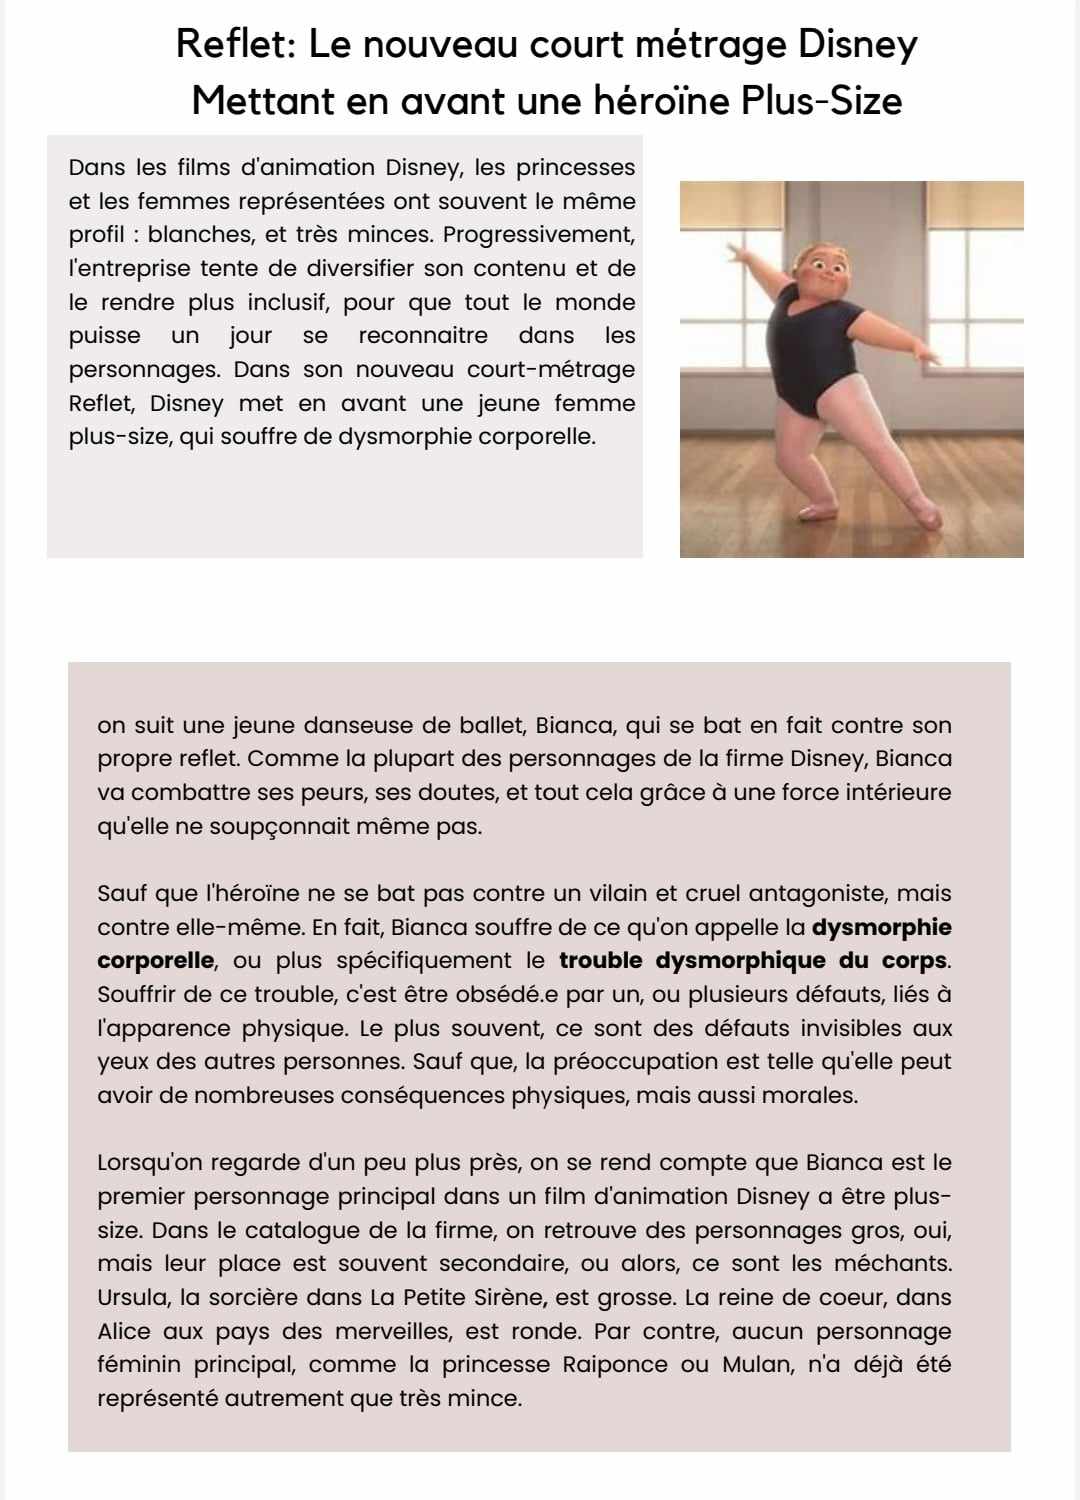 Reflet: Le nouveau court métrage Disney
Mettant en avant une héroïne Plus-Size
Dans les films d'animation Disney, les princesses
et les femmes représentées ont souvent le même
profil : blanches, et très minces. Progressivement,
l'entreprise tente de diversifier son contenu et de
le rendre plus inclusif, pour que tout le monde
puisse un jour se reconnaitre dans les
personnages. Dans son nouveau court-métrage
Reflet, Disney met en avant une jeune femme
plus-size, qui souffre de dysmorphie corporelle.
on suit une jeune danseuse de ballet, Bianca, qui se bat en fait contre son
propre reflet. Comme la plupart des personnages de la firme Disney, Bianca
va combattre ses peurs, ses doutes, et tout cela grâce à une force intérieure
qu'elle ne soupçonnait même pas.
Sauf que l'héroïne ne se bat pas contre un vilain et cruel antagoniste, mais
contre elle-même. En fait, Bianca souffre de ce qu'on appelle la dysmorphie
corporelle, ou plus spécifiquement le trouble dysmorphique du corps.
Souffrir de ce trouble, c'est être obsédé.e par un, ou plusieurs défauts, liés à
l'apparence physique. Le plus souvent, ce sont des défauts invisibles aux
yeux des autres personnes. Sauf que, la préoccupation est telle qu'elle peut
avoir de nombreuses conséquences physiques, mais aussi morales.
Lorsqu'on regarde d'un peu plus près, on se rend compte que Bianca est le
premier personnage principal dans un film d'animation Disney a être plus-
size. Dans le catalogue de la firme, on retrouve des personnages gros, oui,
mais leur place est souvent secondaire, ou alors, ce sont les méchants.
Ursula, la sorcière dans La Petite Sirène, est grosse. La reine de coeur, dans
Alice aux pays des merveilles, est ronde. Par contre, aucun personnage
féminin principal, comme la princesse Raiponce ou Mulan, n'a déjà été
représenté autrement que très mince.